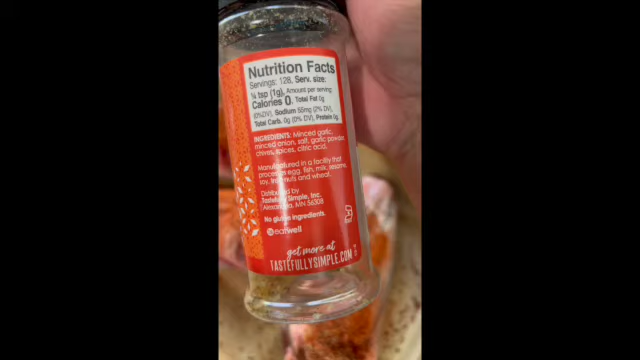 Nutrition Facts
Servings: 128, Serv. size:
¼ tsp (1g), Amount per serving:
Calories 0, Total Fat 0g
(0%DV), Sodium 55mg (2% DV),
Total Carb. 0g (0% DV), Protein 0g.
INGREDIENTS: Minced garlic,
minced onion, salt, garlic powder,
chives, spices, citric acid.
Manufactured in a facility that
processes egg, fish, milk, sesame,
soy, tree nuts and wheat.
Distributed by
Tastefully Simple, Inc.
Alexandria, MN 56308
No gluten ingredients.
eatwell
get more at
TASTEFULLYSIMPLE.COM